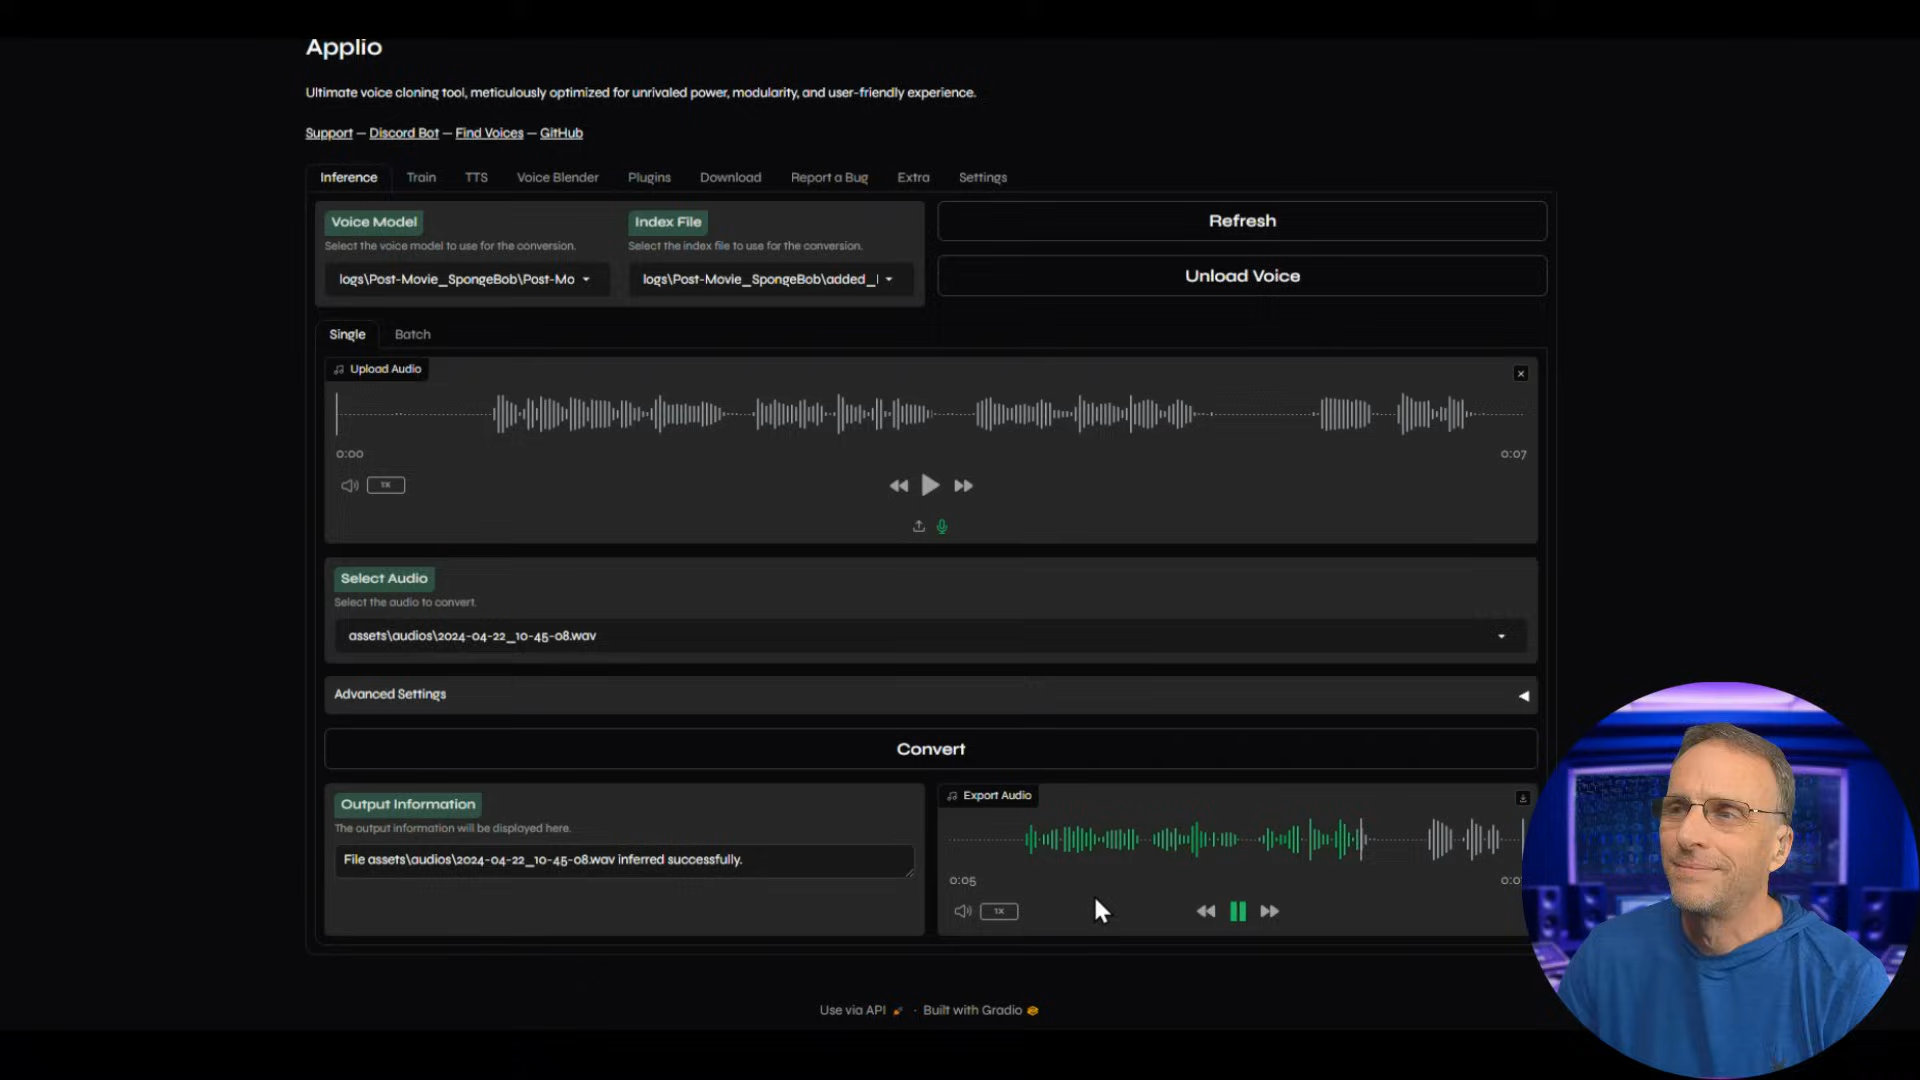 Applio
Ultimate voice cloning tool, meticulously optimized for unrivaled power, modularity, and user-friendly experience.
Support — Discord Bot — Find Voices — GitHub
Inference Train TTS Voice Blender Plugins Download Report a Bug Extra Settings
Voice Model
Select the voice model to use for the conversion.
logs\Post-Movie_SpongeBob\Post-Mo
Index File
Select the index file to use for the conversion.
logs\Post-Movie_SpongeBob\added_
Refresh
Unload Voice
Single Batch
Upload Audio
0:00 0:07
1x
Select Audio
Select the audio to convert.
assets\audios\2024-04-22_10-45-08.wav
Advanced Settings
Convert
Output Information
The output information will be displayed here.
File assets\audios\2024-04-22_10-45-08.wav inferred successfully.
Export Audio
0:05 0:0
1x
Use via API · Built with Gradio